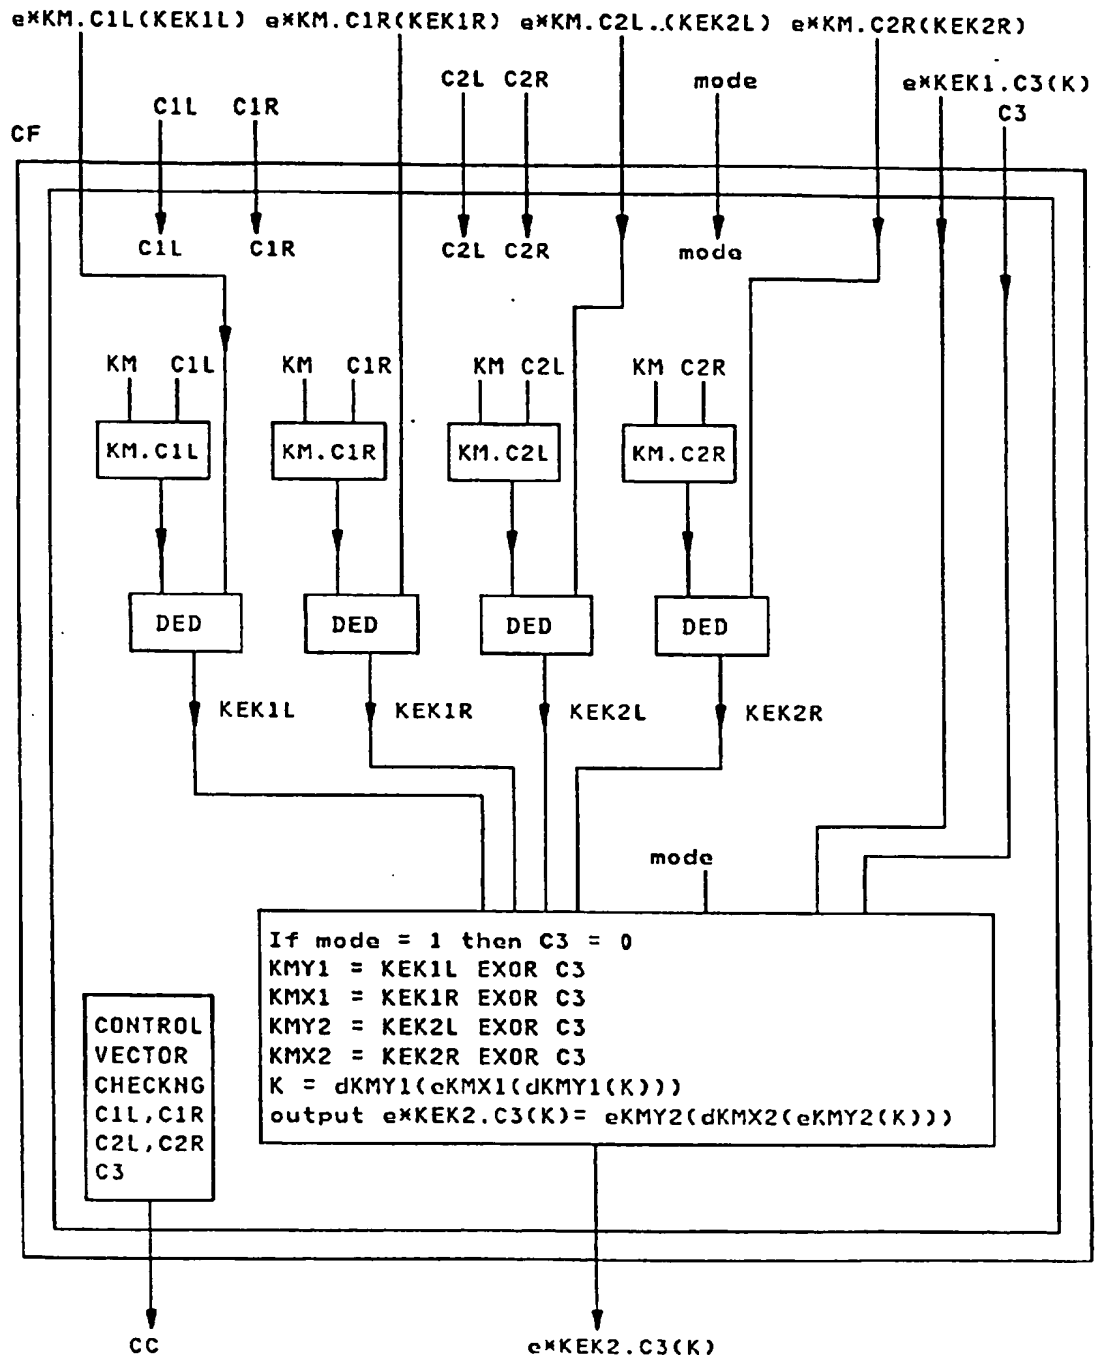 e*KM.C1L(KEK1L) e*KM.C1R(KEK1R) e*KM.C2L..(KEK2L) e*KM.C2R(KEK2R)
e*KEK1.C3(K)
C2L C2R mode
C1L C1R C3
CF
C1L C1R C2L C2R mode
KM C1L KM C1R KM C2L KM C2R
KM.C1L KM.C1R KM.C2L KM.C2R
DED DED DED DED
KEK1L KEK1R KEK2L KEK2R
mode
If mode = 1 then C3 = 0
KMY1 = KEK1L EXOR C3
KMX1 = KEK1R EXOR C3
KMY2 = KEK2L EXOR C3
KMX2 = KEK2R EXOR C3
K = dKMY1(eKMX1(dKMY1(K)))
output e*KEK2.C3(K)= eKMY2(dKMX2(eKMY2(K)))
CONTROL
VECTOR
CHECKNG
C1L,C1R
C2L,C2R
C3
CC e*KEK2.C3(K)